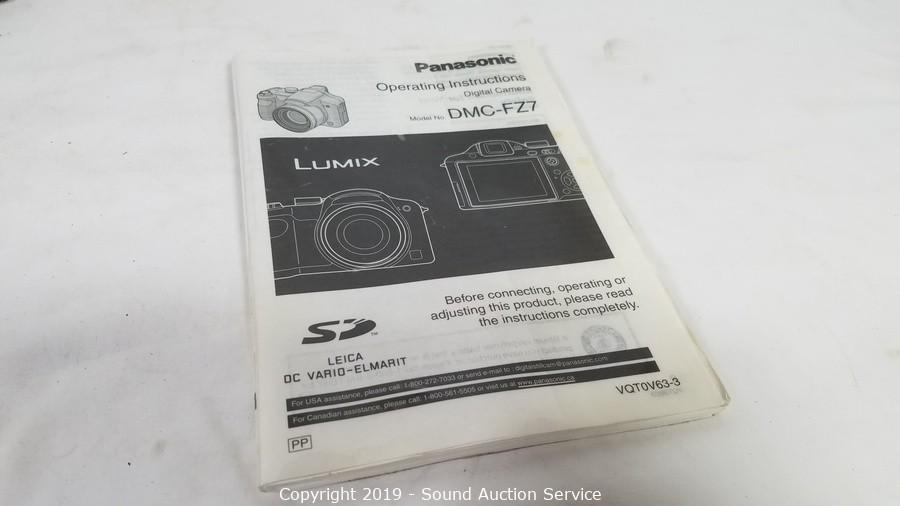 Panasonic
Operating Instructions
Digital Camera
Model No. DMC-FZ7
LUMIX
Before connecting, operating or
adjusting this product, please read
the instructions completely.
SD™
LEICA
DC VARIO-ELMARIT
For USA assistance, please call: 1-800-272-7033 or send e-mail to : digitalstillcam@panasonic.com
For Canadian assistance, please call: 1-800-561-5505 or visit us at www.panasonic.ca
VQT0V63-3
PP
Copyright 2019 - Sound Auction Service